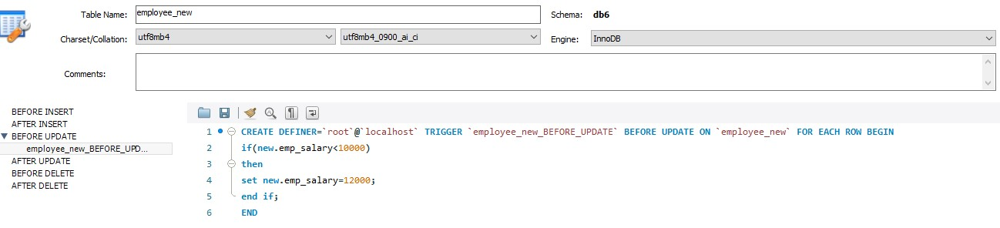 Table Name: employee_new Schema: db6
Charset/Collation: utf8mb4 utf8mb4_0900_ai_ci Engine: InnoDB
Comments:
BEFORE INSERT
AFTER INSERT
BEFORE UPDATE
employee_new_BEFORE_UPD...
AFTER UPDATE
BEFORE DELETE
AFTER DELETE
1 CREATE DEFINER=`root`@`localhost` TRIGGER `employee_new_BEFORE_UPDATE` BEFORE UPDATE ON `employee_new` FOR EACH ROW BEGIN
2 if(new.emp_salary<10000)
3 then
4 set new.emp_salary=12000;
5 end if;
6 END